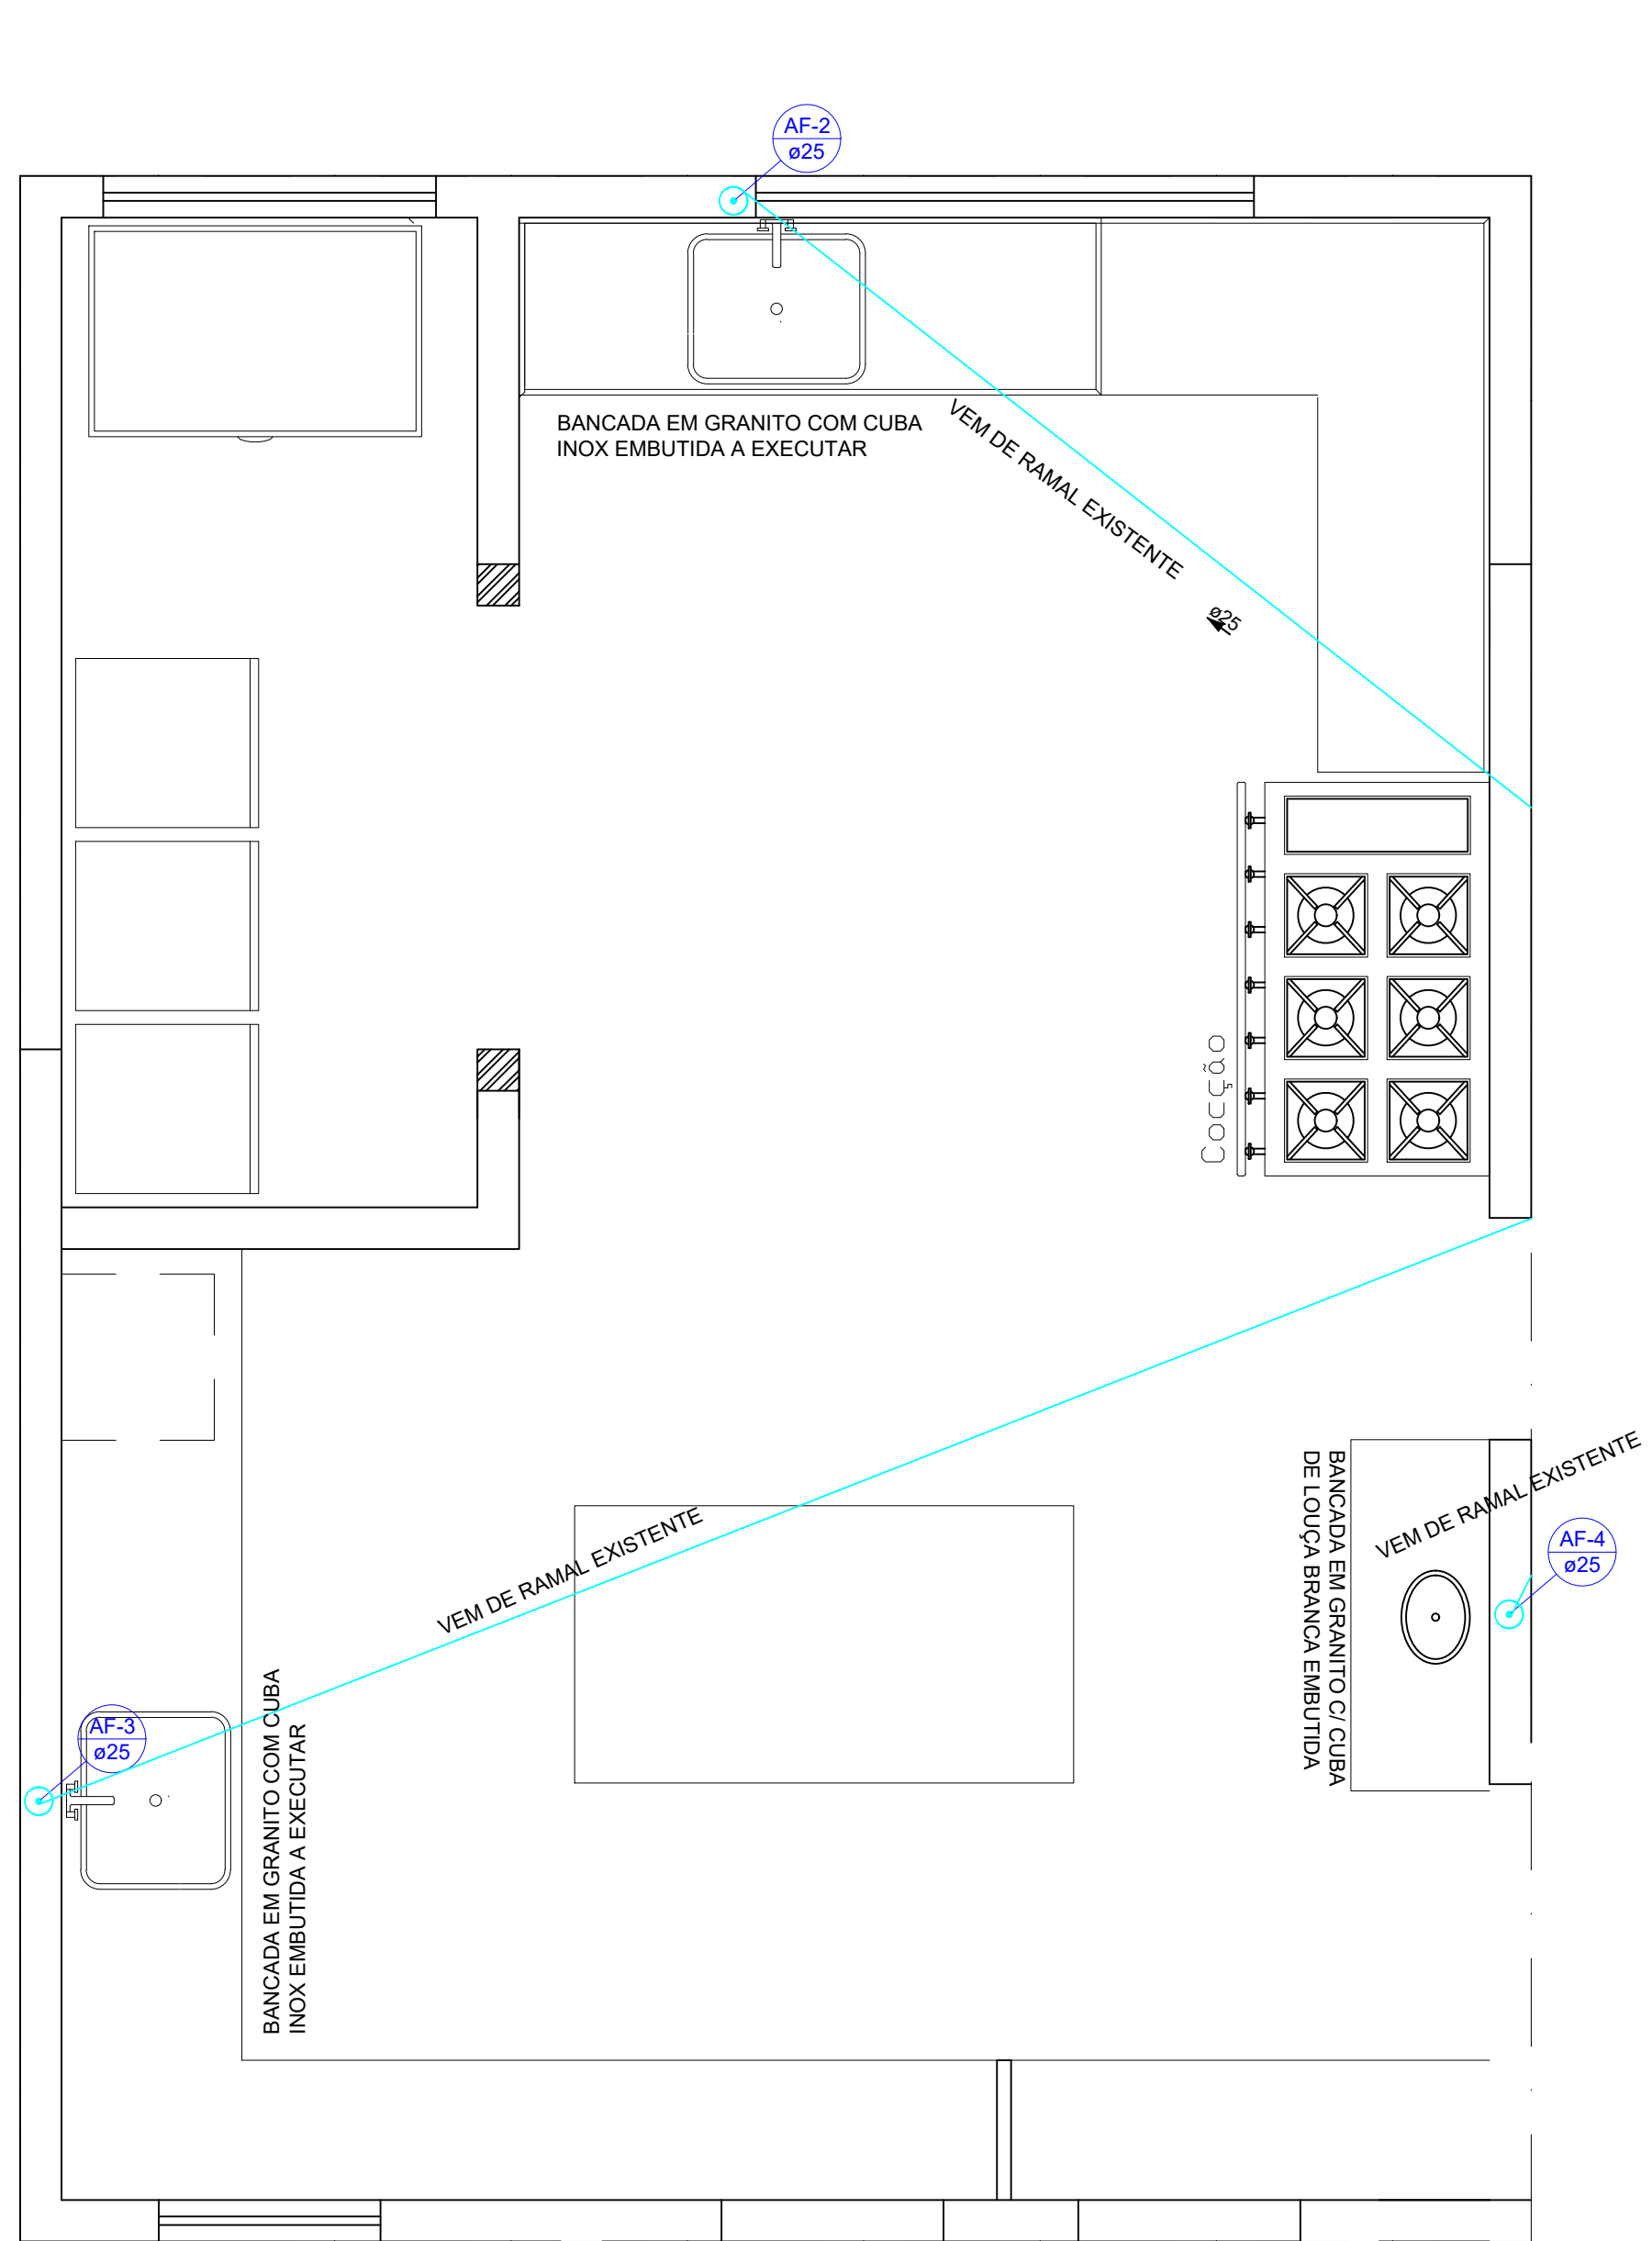 AF-2
ø25
BANCADA EM GRANITO COM CUBA
INOX EMBUTIDA A EXECUTAR
VEM DE RAMAL EXISTENTE
ø25
Cocção
VEM DE RAMAL EXISTENTE
BANCADA EM GRANITO C/ CUBA
DE LOUÇA BRANCA EMBUTIDA
VEM DE RAMAL EXISTENTE
AF-4
ø25
AF-3
ø25
BANCADA EM GRANITO COM CUBA
INOX EMBUTIDA A EXECUTAR